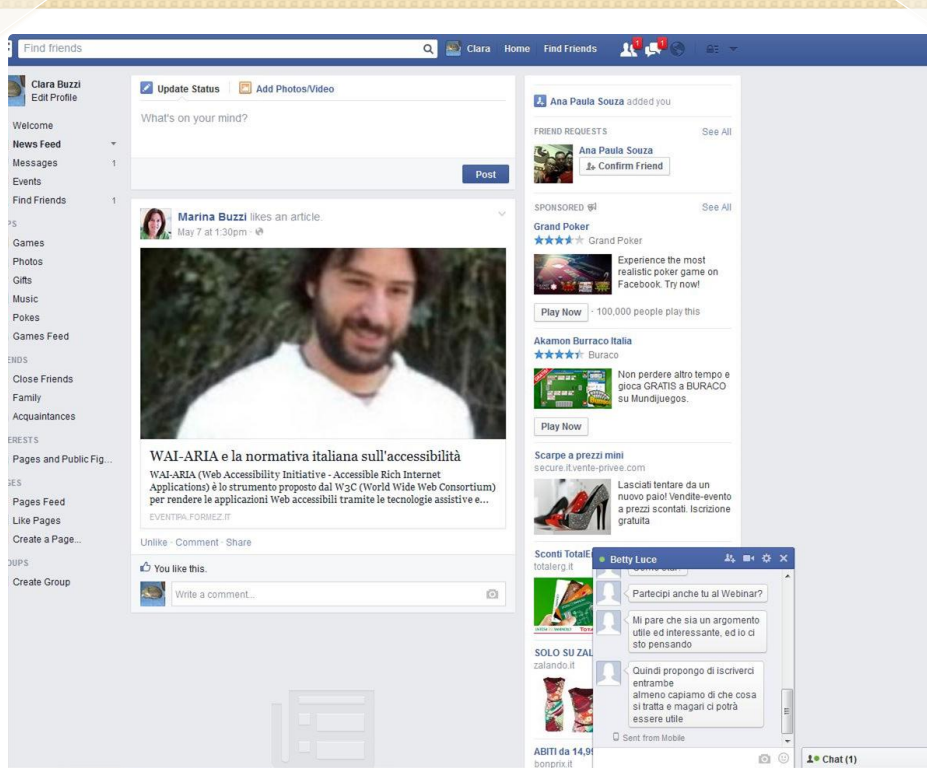 Find friends
Clara Home Find Friends 1 1
Clara Buzzi
Edit Profile
Welcome
News Feed
Messages 1
Events
Find Friends 1
PS
Games
Photos
Gifts
Music
Pokes
Games Feed
ENDS
Close Friends
Family
Acquaintances
ERESTS
Pages and Public Fig...
GES
Pages Feed
Like Pages
Create a Page...
OUPS
Create Group
Update Status Add Photos/Video
What's on your mind?
Post
Marina Buzzi likes an article.
May 7 at 1:30pm ·
WAI-ARIA e la normativa italiana sull'accessibilità
WAI-ARIA (Web Accessibility Initiative - Accessible Rich Internet
Applications) è lo strumento proposto dal W3C (World Wide Web Consortium)
per rendere le applicazioni Web accessibili tramite le tecnologie assistive e...
EVENTIPA.FORMEZ.IT
Unlike · Comment · Share
You like this.
Write a comment...
Ana Paula Souza added you
FRIEND REQUESTS See All
Ana Paula Souza
Confirm Friend
SPONSORED See All
Grand Poker
Grand Poker
Experience the most
realistic poker game on
Facebook. Try now!
Play Now · 100,000 people play this
Akamon Burraco Italia
Buraco
Non perdere altro tempo e
gioca GRATIS a BURACO
su Mundijuegos.
Play Now
Scarpe a prezzi mini
secure.it.vente-privee.com
Lasciati tentare da un
nuovo paio! Vendite-evento
a prezzi scontati. Iscrizione
gratuita
Sconti TotalE
totalerg.it
SOLO SU ZAL
zalando.it
ABITI da 14,99
bonprix.it
Betty Luce
Partecipi anche tu al Webinar?
Mi pare che sia un argomento
utile ed interessante, ed io ci
sto pensando
Quindi propongo di iscriverci
entrambe
almeno capiamo di che cosa
si tratta e magari ci potrà
essere utile
Sent from Mobile
Chat (1)